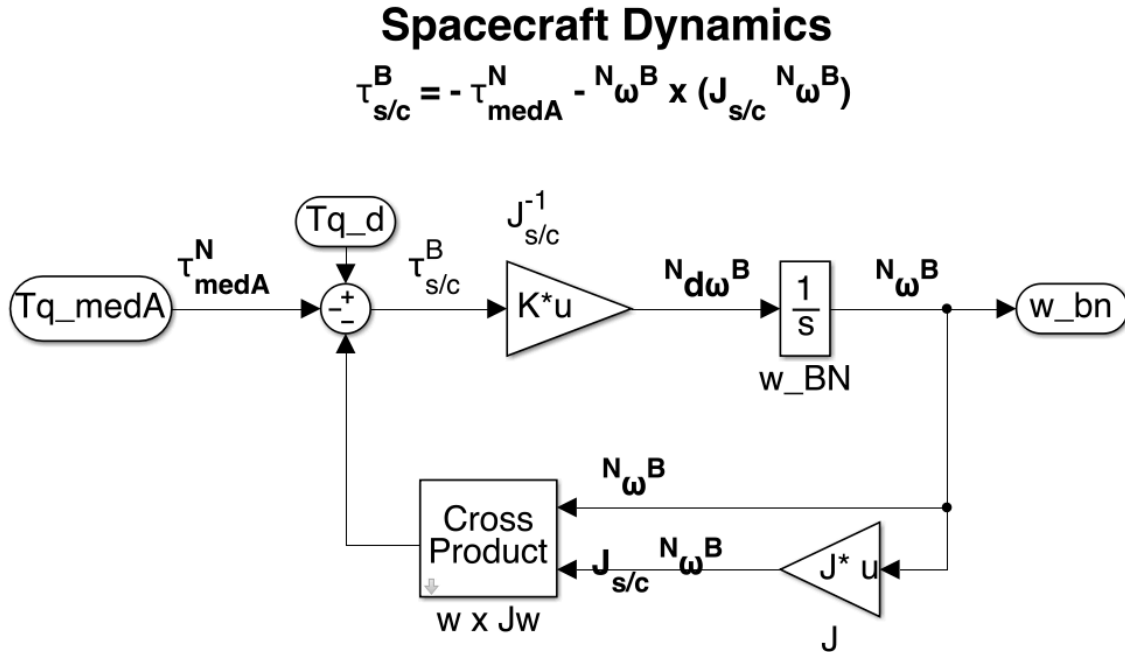 Spacecraft Dynamics
τ^B_s/c = - τ^N_medA - ^Nω^B x (J_s/c ^Nω^B)
Tq_d
J^-1_s/c
τ^N_medA
τ^B_s/c
^Ndω^B
^Nω^B
Tq_medA
+
−
−
K*u
1
s
w_bn
w_BN
^Nω^B
Cross
Product
J_s/c ^Nω^B
J* u
w x Jw
J